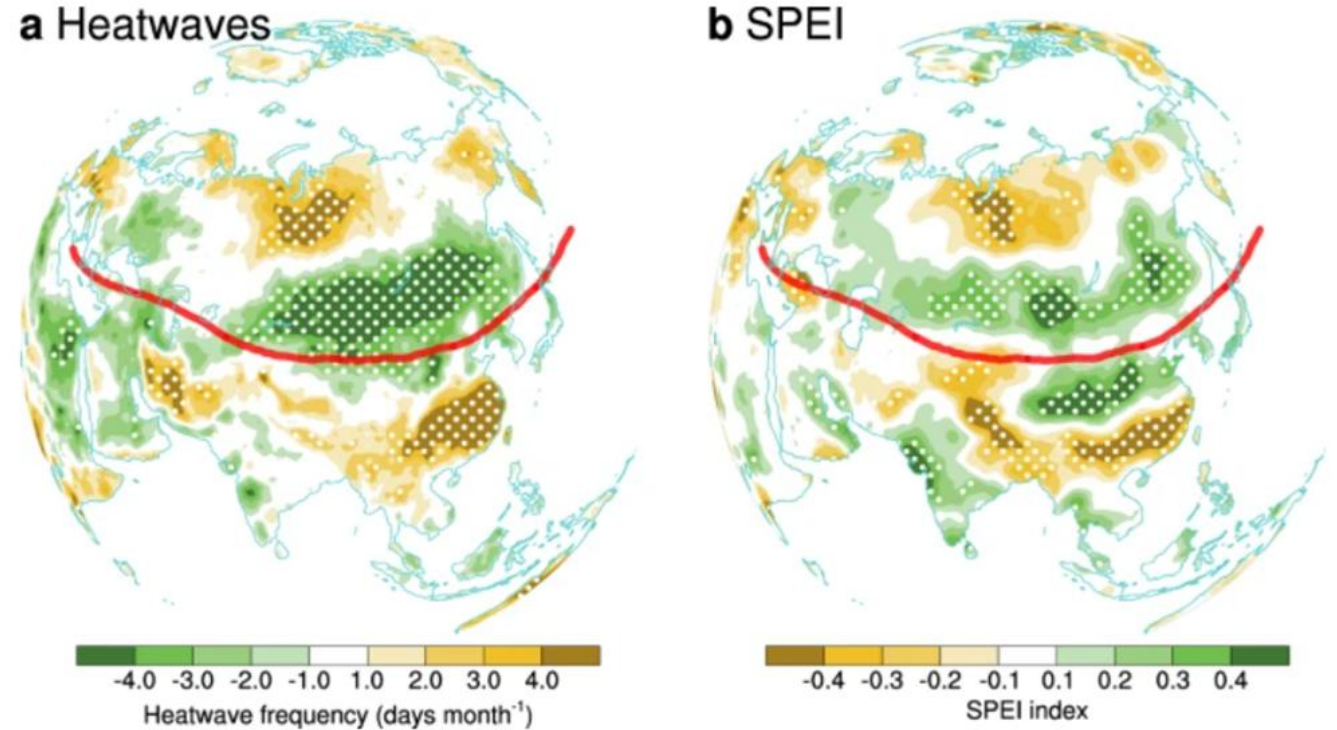 a Heatwaves
b SPEI
-4.0 -3.0 -2.0 -1.0 1.0 2.0 3.0 4.0
Heatwave frequency (days month⁻¹)
-0.4 -0.3 -0.2 -0.1 0.1 0.2 0.3 0.4
SPEI index